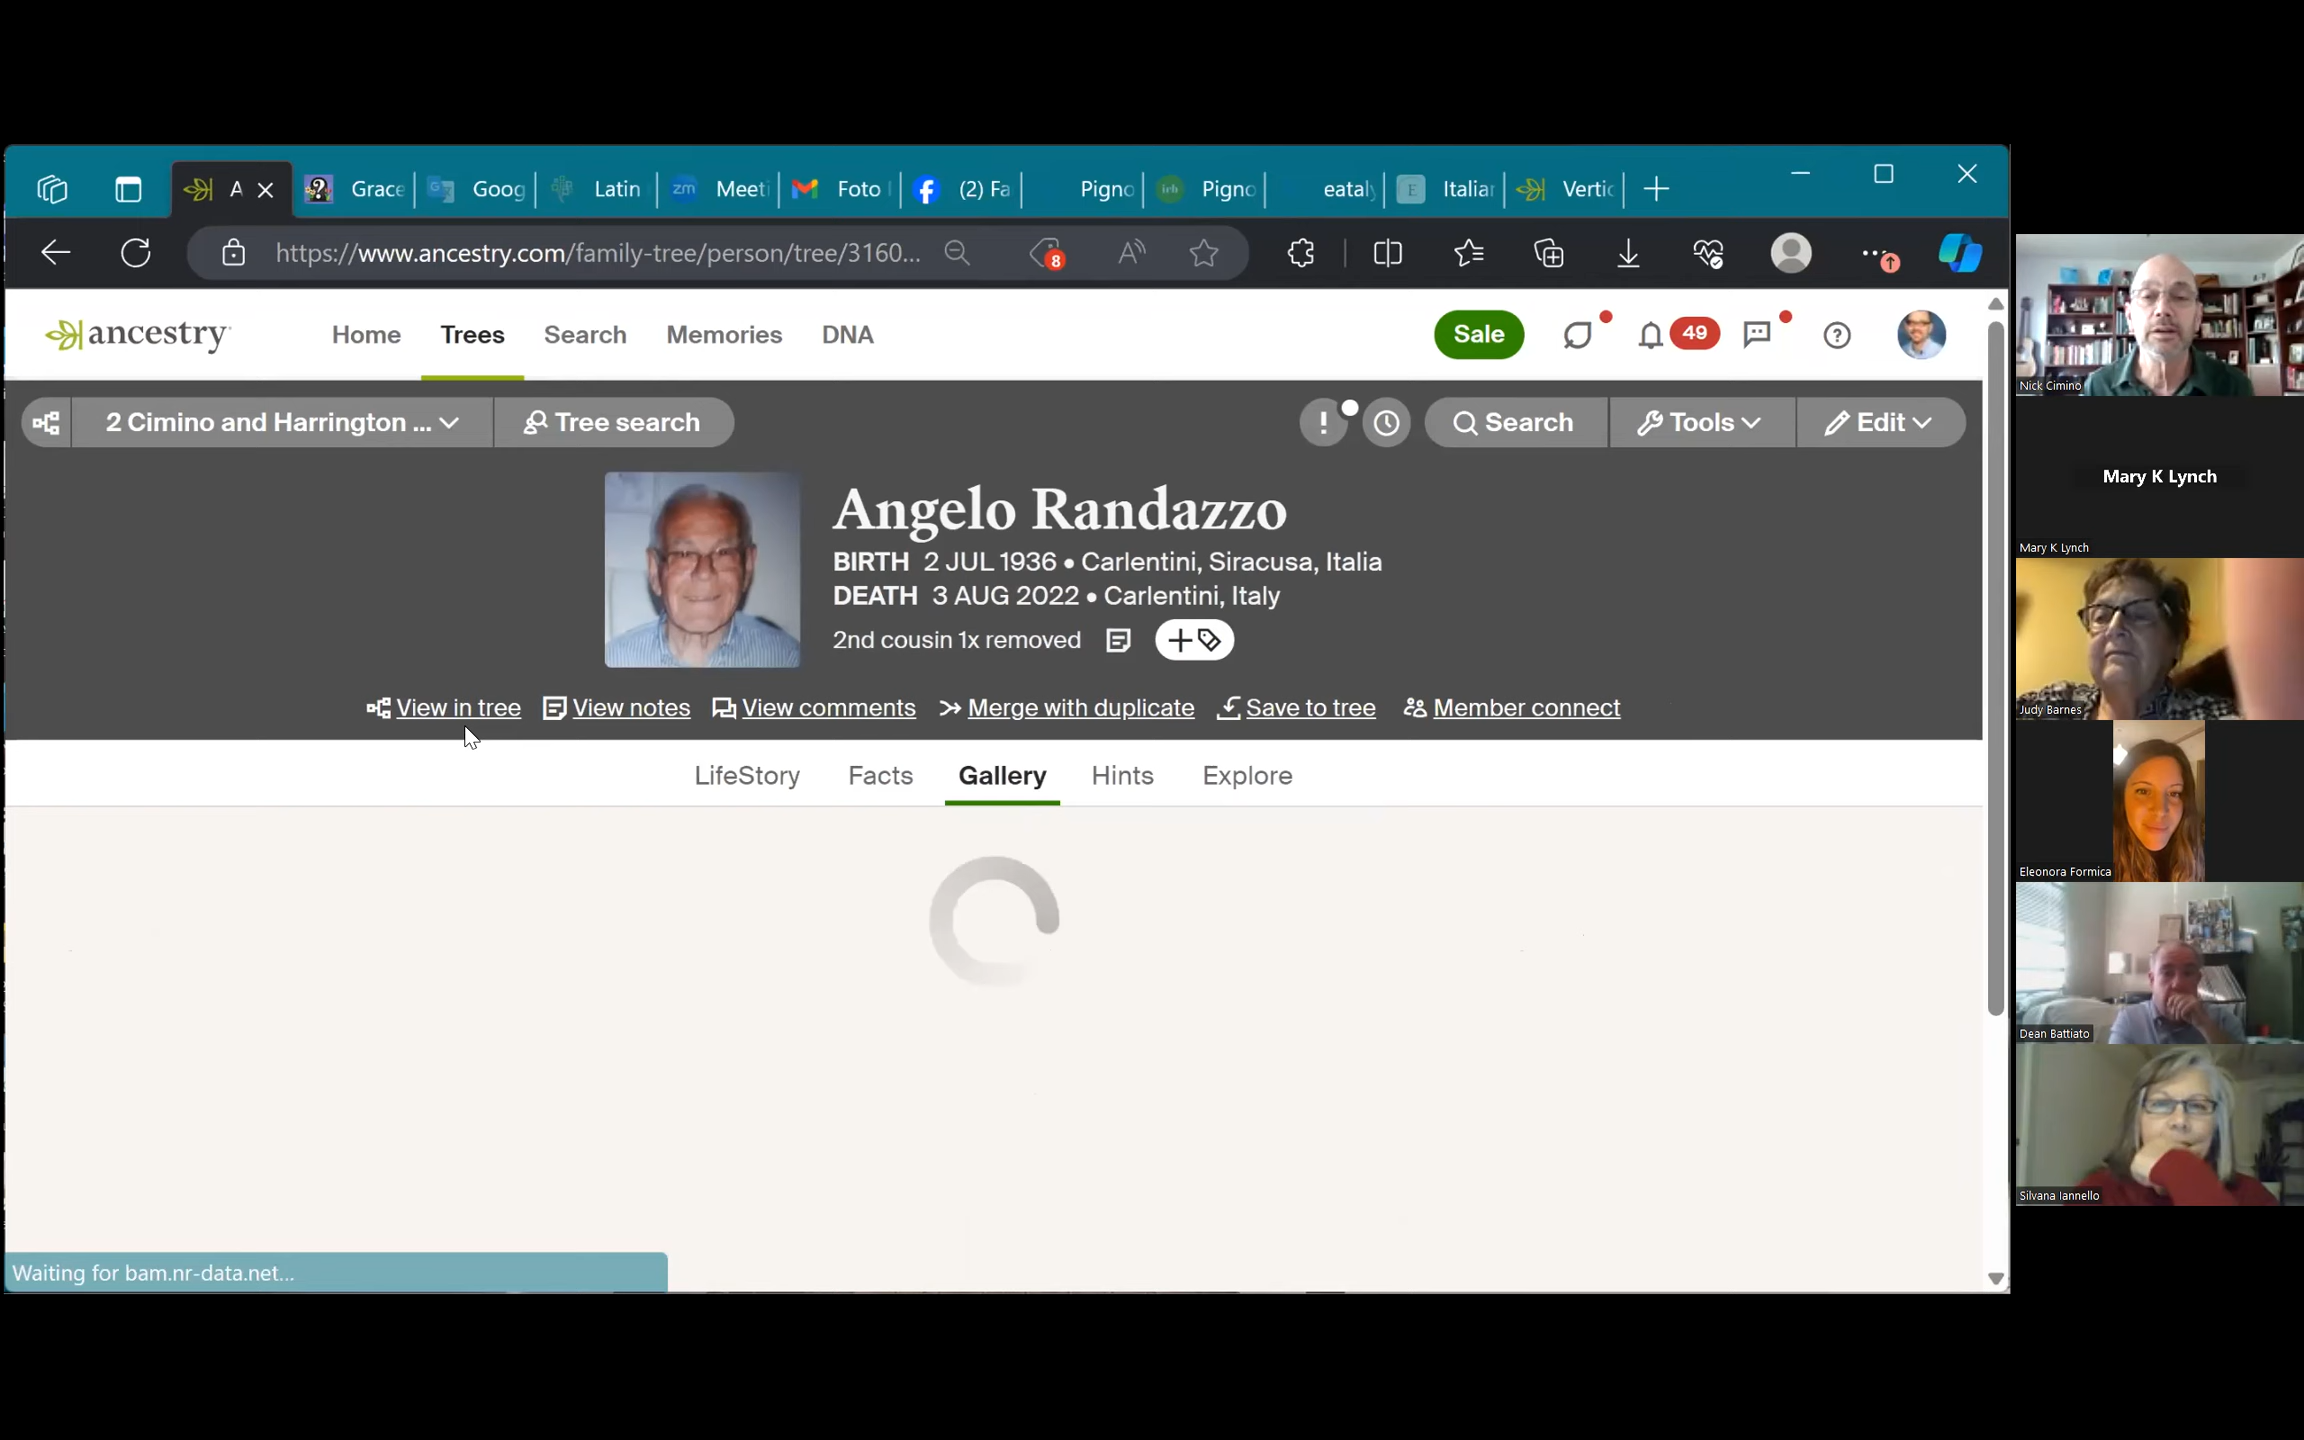 A
Grace
Goog
Latin
zm Meeti
Foto
(2) Fa
Pigno
irb Pigno
eataly
E Italian
Vertic
https://www.ancestry.com/family-tree/person/tree/3160...
8
ancestry
Home
Trees
Search
Memories
DNA
Sale
49
2 Cimino and Harrington ...
Tree search
Search
Tools
Edit
Angelo Randazzo
BIRTH 2 JUL 1936 • Carlentini, Siracusa, Italia
DEATH 3 AUG 2022 • Carlentini, Italy
2nd cousin 1x removed
View in tree
View notes
View comments
Merge with duplicate
Save to tree
Member connect
LifeStory
Facts
Gallery
Hints
Explore
Waiting for bam.nr-data.net...
Nick Cimino
Mary K Lynch
Mary K Lynch
Judy Barnes
Eleonora Formica
Dean Battiato
Silvana Iannello